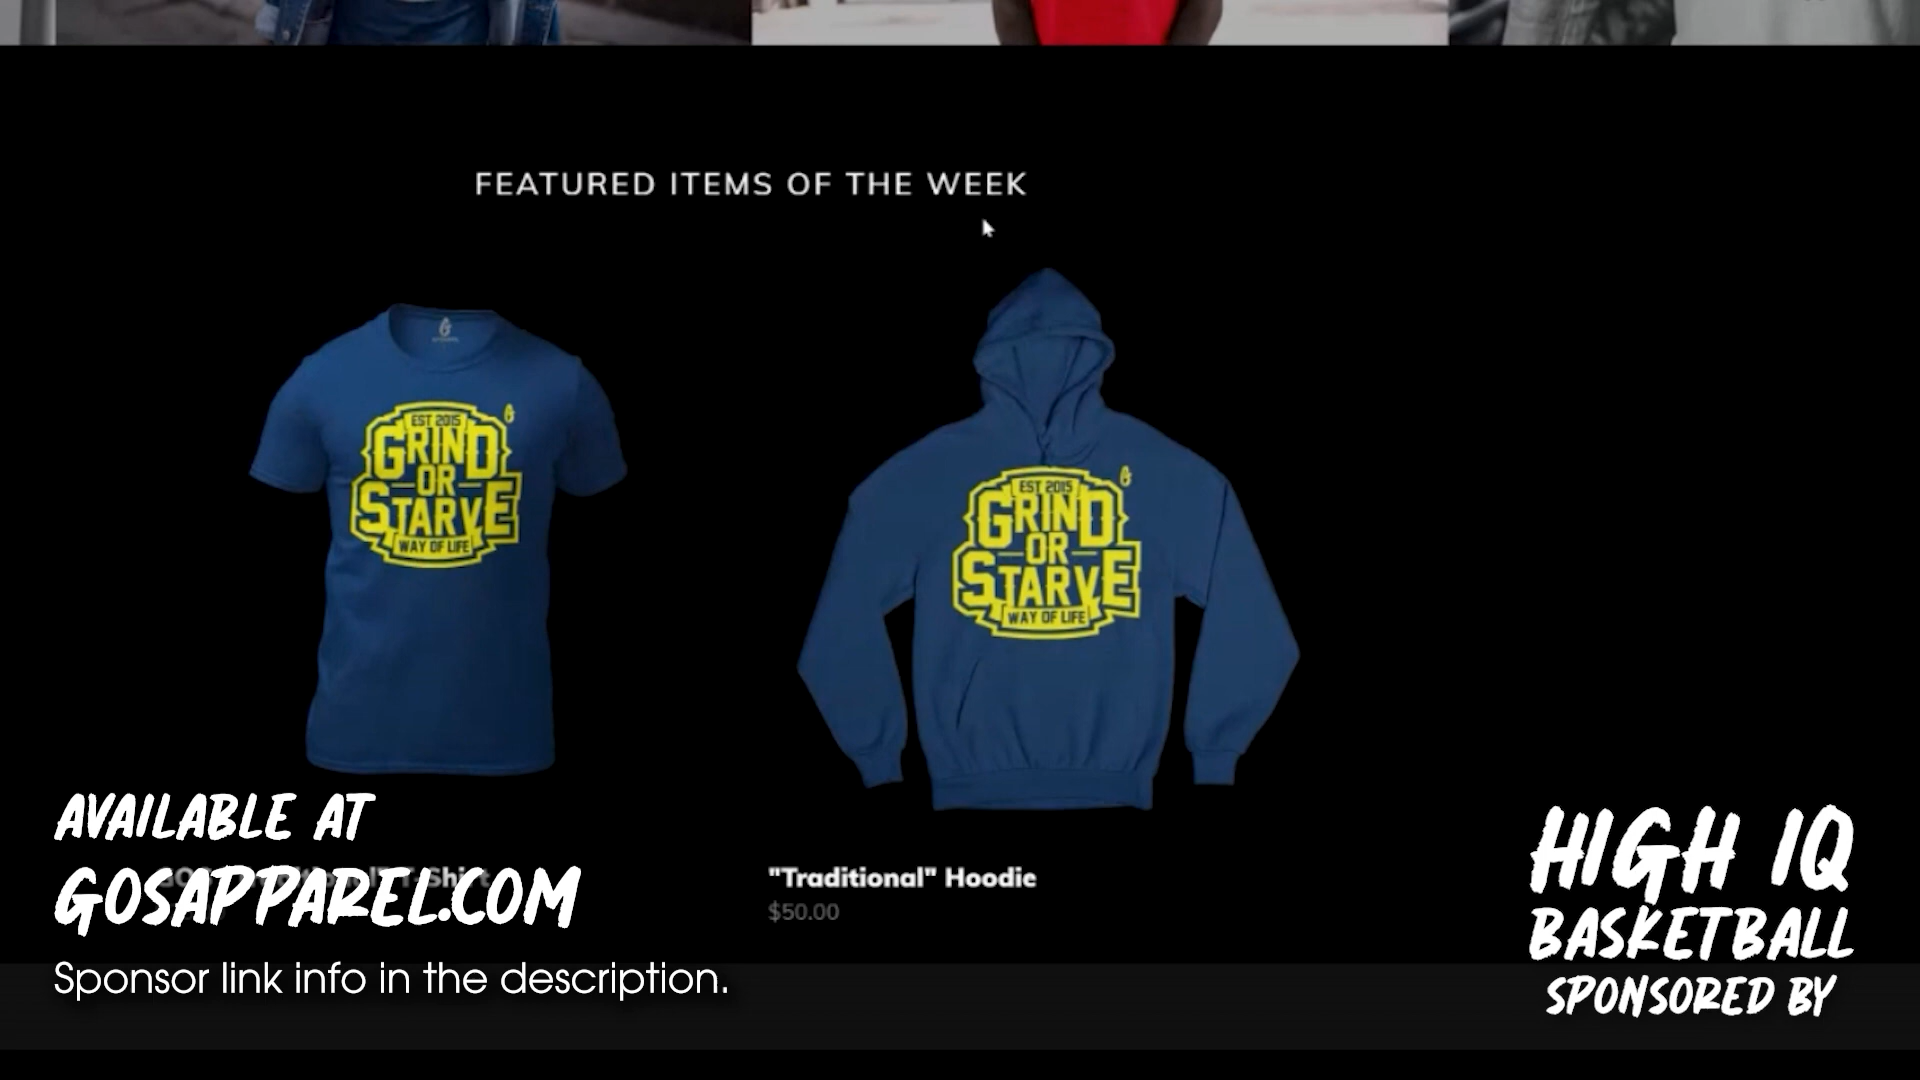 FEATURED ITEMS OF THE WEEK
EST 2015
GRIND
OR
STARVE
WAY OF LIFE
EST 2015
GRIND
OR
STARVE
WAY OF LIFE
AVAILABLE AT
T-Shirt
GOSAPPAREL.COM
"Traditional" Hoodie
$50.00
Sponsor link info in the description.
HIGH IQ
BASKETBALL
SPONSORED BY